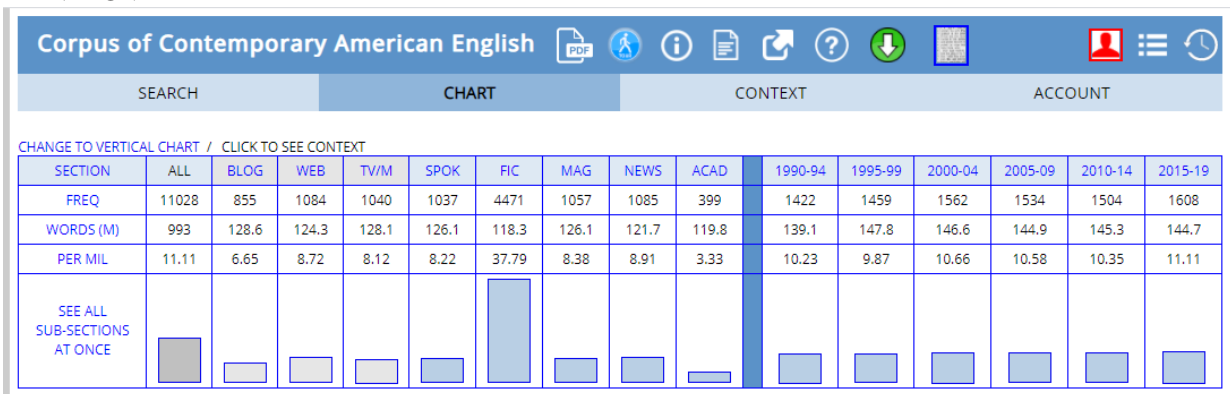 Corpus of Contemporary American English PDF
SEARCH CHART CONTEXT ACCOUNT
CHANGE TO VERTICAL CHART / CLICK TO SEE CONTEXT
SECTION ALL BLOG WEB TV/M SPOK FIC MAG NEWS ACAD 1990-94 1995-99 2000-04 2005-09 2010-14 2015-19
FREQ 11028 855 1084 1040 1037 4471 1057 1085 399 1422 1459 1562 1534 1504 1608
WORDS (M) 993 128.6 124.3 128.1 126.1 118.3 126.1 121.7 119.8 139.1 147.8 146.6 144.9 145.3 144.7
PER MIL 11.11 6.65 8.72 8.12 8.22 37.79 8.38 8.91 3.33 10.23 9.87 10.66 10.58 10.35 11.11
SEE ALL
SUB-SECTIONS
AT ONCE